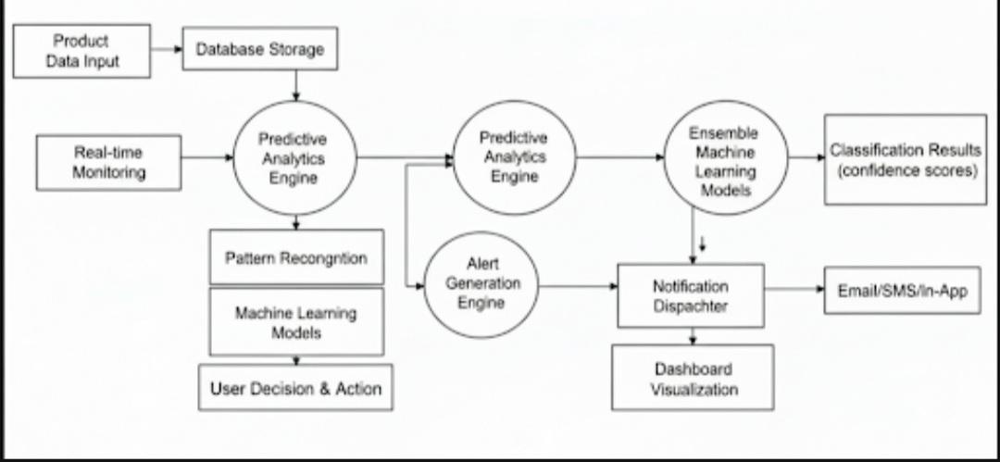 Product
Data Input
Database Storage
Real-time
Monitoring
Predictive
Analytics
Engine
Predictive
Analytics
Engine
Ensemble
Machine
Learning
Models
Classification Results
(confidence scores)
Pattern Recongntion
Machine Learning
Models
User Decision & Action
Alert
Generation
Engine
Notification
Dispachter
Email/SMS/In-App
Dashboard
Visualization